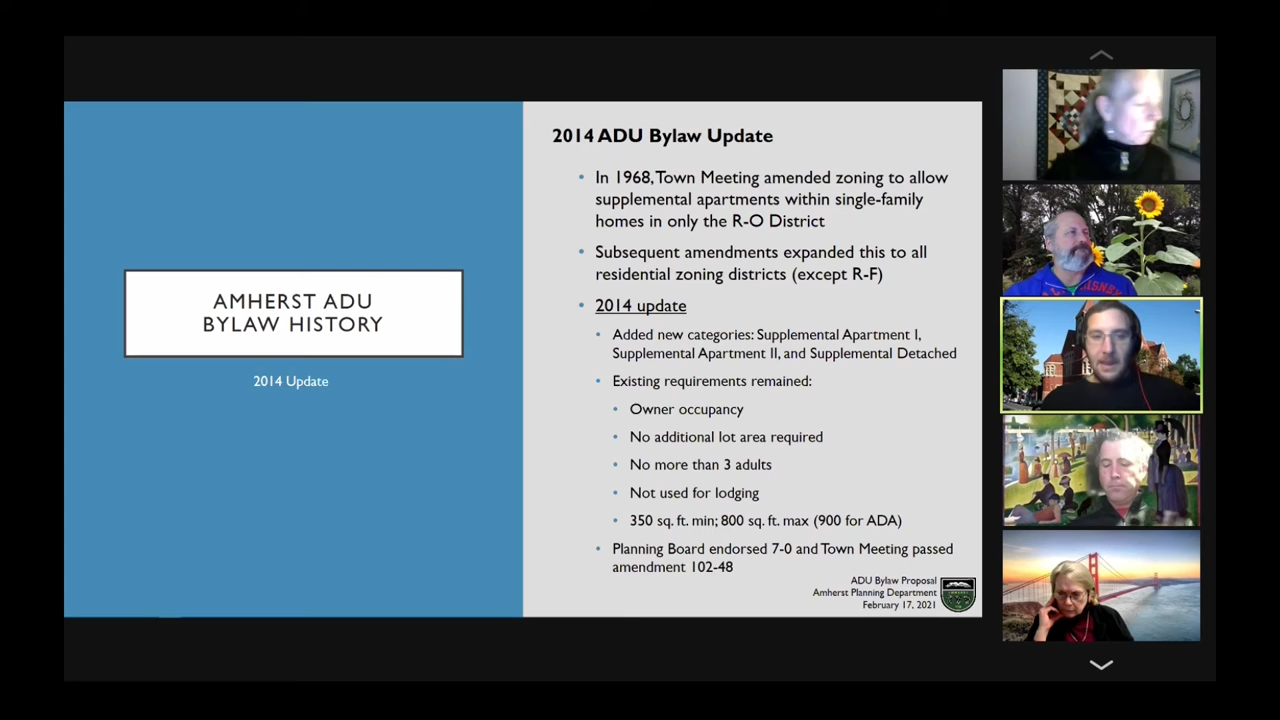 AMHERST ADU
BYLAW HISTORY
2014 Update
2014 ADU Bylaw Update
• In 1968, Town Meeting amended zoning to allow
supplemental apartments within single-family
homes in only the R-O District
• Subsequent amendments expanded this to all
residential zoning districts (except R-F)
• 2014 update
• Added new categories: Supplemental Apartment I,
Supplemental Apartment II, and Supplemental Detached
• Existing requirements remained:
• Owner occupancy
• No additional lot area required
• No more than 3 adults
• Not used for lodging
• 350 sq. ft. min; 800 sq. ft. max (900 for ADA)
• Planning Board endorsed 7-0 and Town Meeting passed
amendment 102-48
ADU Bylaw Proposal
Amherst Planning Department
February 17, 2021